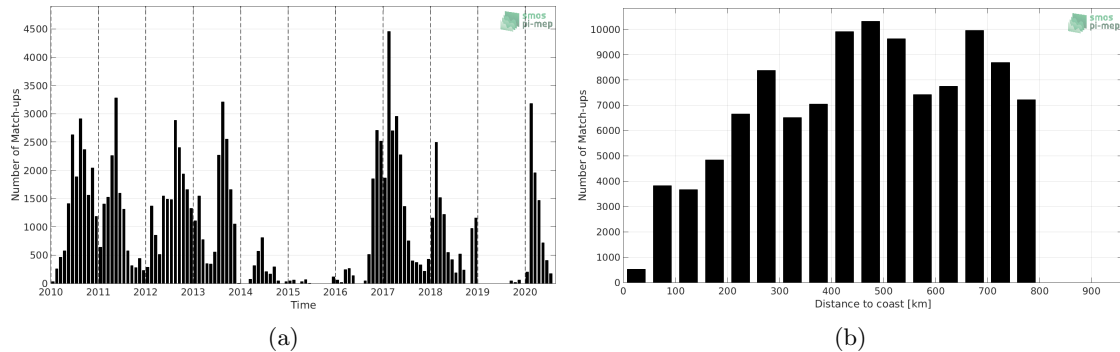 smos
pi-mep
4500
4000
3500
3000
2500
2000
1500
1000
500
0
Number of Match-ups
2010 2011 2012 2013 2014 2015 2016 2017 2018 2019 2020
Time
(a)
smos
pi-mep
10000
9000
8000
7000
6000
5000
4000
3000
2000
1000
0
Number of Match-ups
0 100 200 300 400 500 600 700 800 900
Distance to coast [km]
(b)